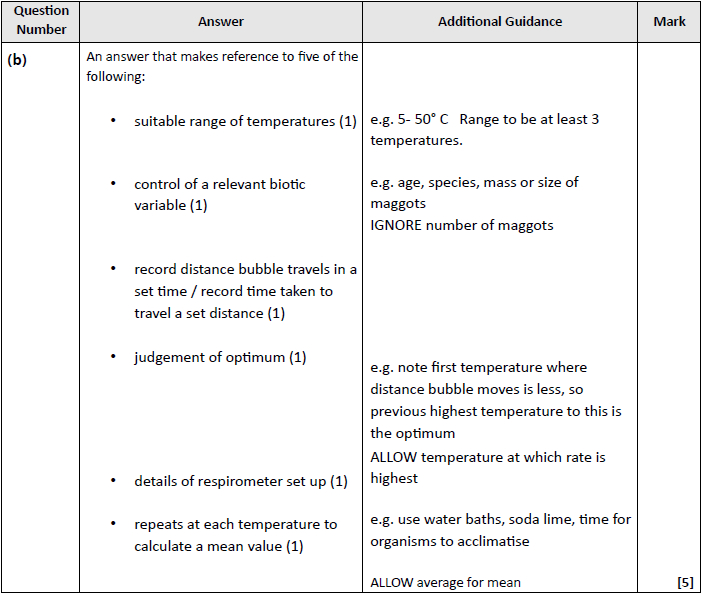 Question Number
Answer
Additional Guidance
Mark
(b)
An answer that makes reference to five of the
following:
• suitable range of temperatures (1)
e.g. 5- 50° C   Range to be at least 3
temperatures.
• control of a relevant biotic
variable (1)
e.g. age, species, mass or size of
maggots
IGNORE number of maggots
• record distance bubble travels in a
set time / record time taken to
travel a set distance (1)
• judgement of optimum (1)
e.g. note first temperature where
distance bubble moves is less, so
previous highest temperature to this is
the optimum
ALLOW temperature at which rate is
highest
• details of respirometer set up (1)
e.g. use water baths, soda lime, time for
organisms to acclimatise
• repeats at each temperature to
calculate a mean value (1)
ALLOW average for mean
[5]